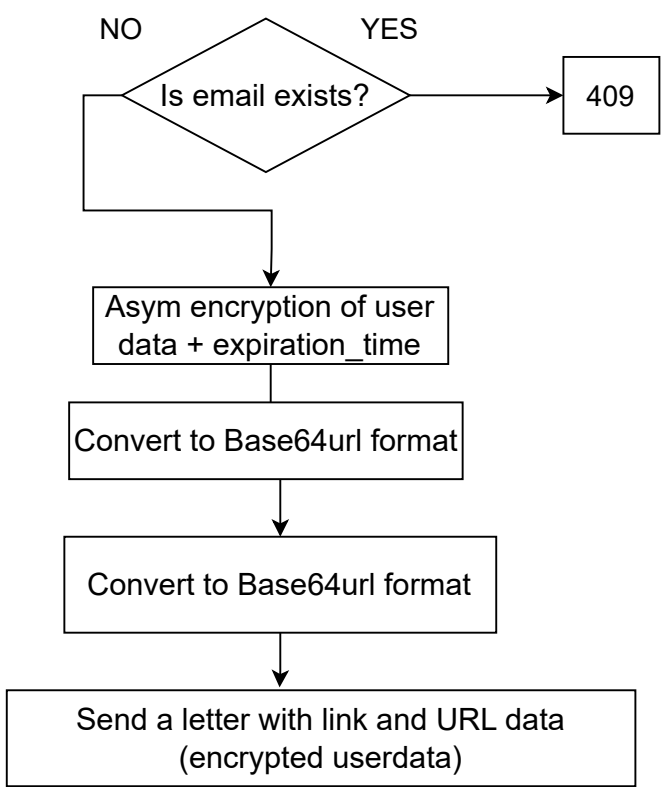 NO
YES
Is email exists?
409
Asym encryption of user
data + expiration_time
Convert to Base64url format
Convert to Base64url format
Send a letter with link and URL data
(encrypted userdata)